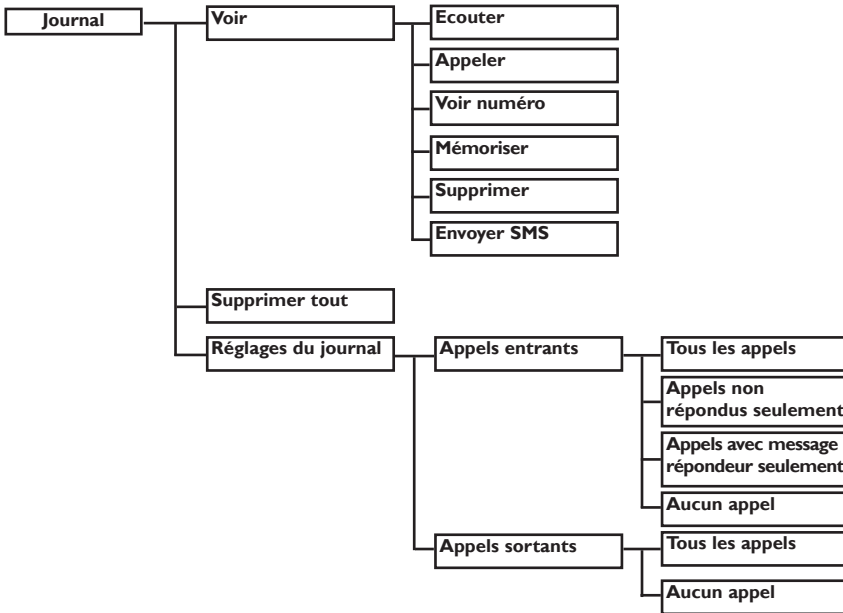 Journal
Voir
Ecouter
Appeler
Voir numéro
Mémoriser
Supprimer
Envoyer SMS
Supprimer tout
Réglages du journal
Appels entrants
Tous les appels
Appels non
répondus seulement
Appels avec message
répondeur seulement
Aucun appel
Appels sortants
Tous les appels
Aucun appel